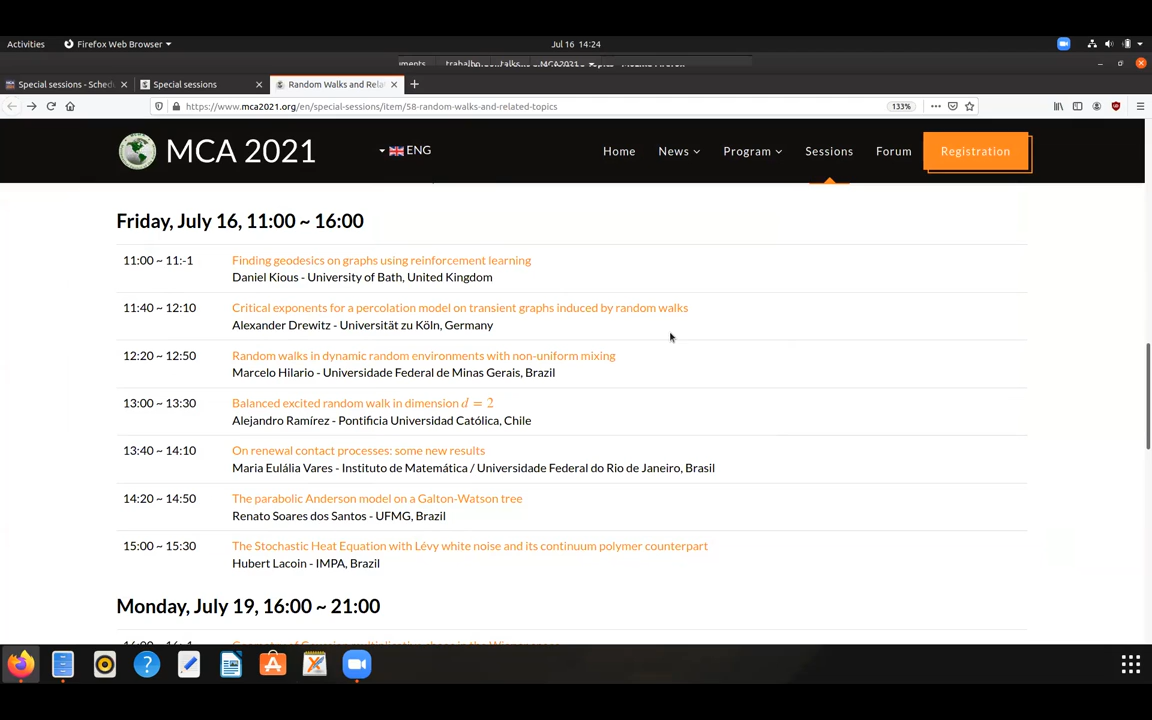 Activities Firefox Web Browser Jul 16 14:24
Special sessions - Sched Special sessions Random Walks and Rela
https://www.mca2021.org/en/special-sessions/item/58-random-walks-and-related-topics 133%
MCA 2021 ENG Home News Program Sessions Forum Registration
Friday, July 16, 11:00 ~ 16:00
11:00 ~ 11:-1 Finding geodesics on graphs using reinforcement learning
Daniel Kious - University of Bath, United Kingdom
11:40 ~ 12:10 Critical exponents for a percolation model on transient graphs induced by random walks
Alexander Drewitz - Universität zu Köln, Germany
12:20 ~ 12:50 Random walks in dynamic random environments with non-uniform mixing
Marcelo Hilario - Universidade Federal de Minas Gerais, Brazil
13:00 ~ 13:30 Balanced excited random walk in dimension d = 2
Alejandro Ramírez - Pontificia Universidad Católica, Chile
13:40 ~ 14:10 On renewal contact processes: some new results
Maria Eulália Vares - Instituto de Matemática / Universidade Federal do Rio de Janeiro, Brasil
14:20 ~ 14:50 The parabolic Anderson model on a Galton-Watson tree
Renato Soares dos Santos - UFMG, Brazil
15:00 ~ 15:30 The Stochastic Heat Equation with Lévy white noise and its continuum polymer counterpart
Hubert Lacoin - IMPA, Brazil
Monday, July 19, 16:00 ~ 21:00